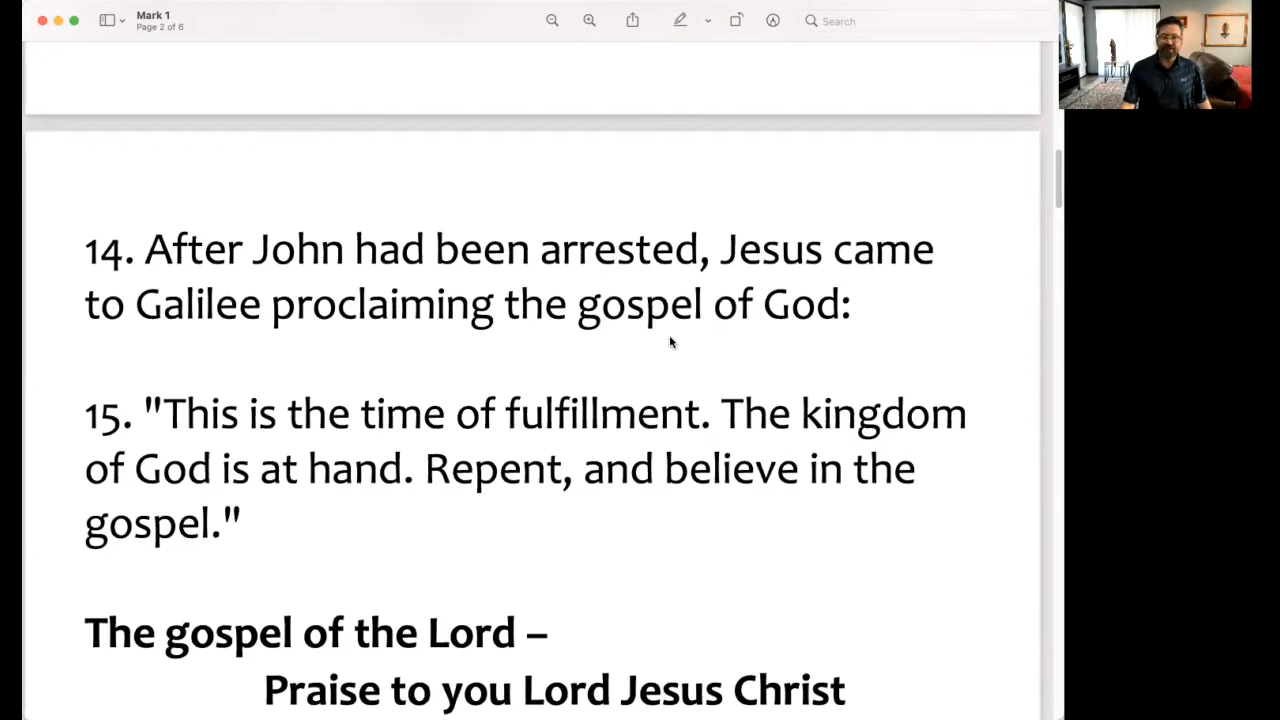 Mark 1
Page 2 of 6
Search
14. After John had been arrested, Jesus came
to Galilee proclaiming the gospel of God:
15. "This is the time of fulfillment. The kingdom
of God is at hand. Repent, and believe in the
gospel."
The gospel of the Lord –
Praise to you Lord Jesus Christ